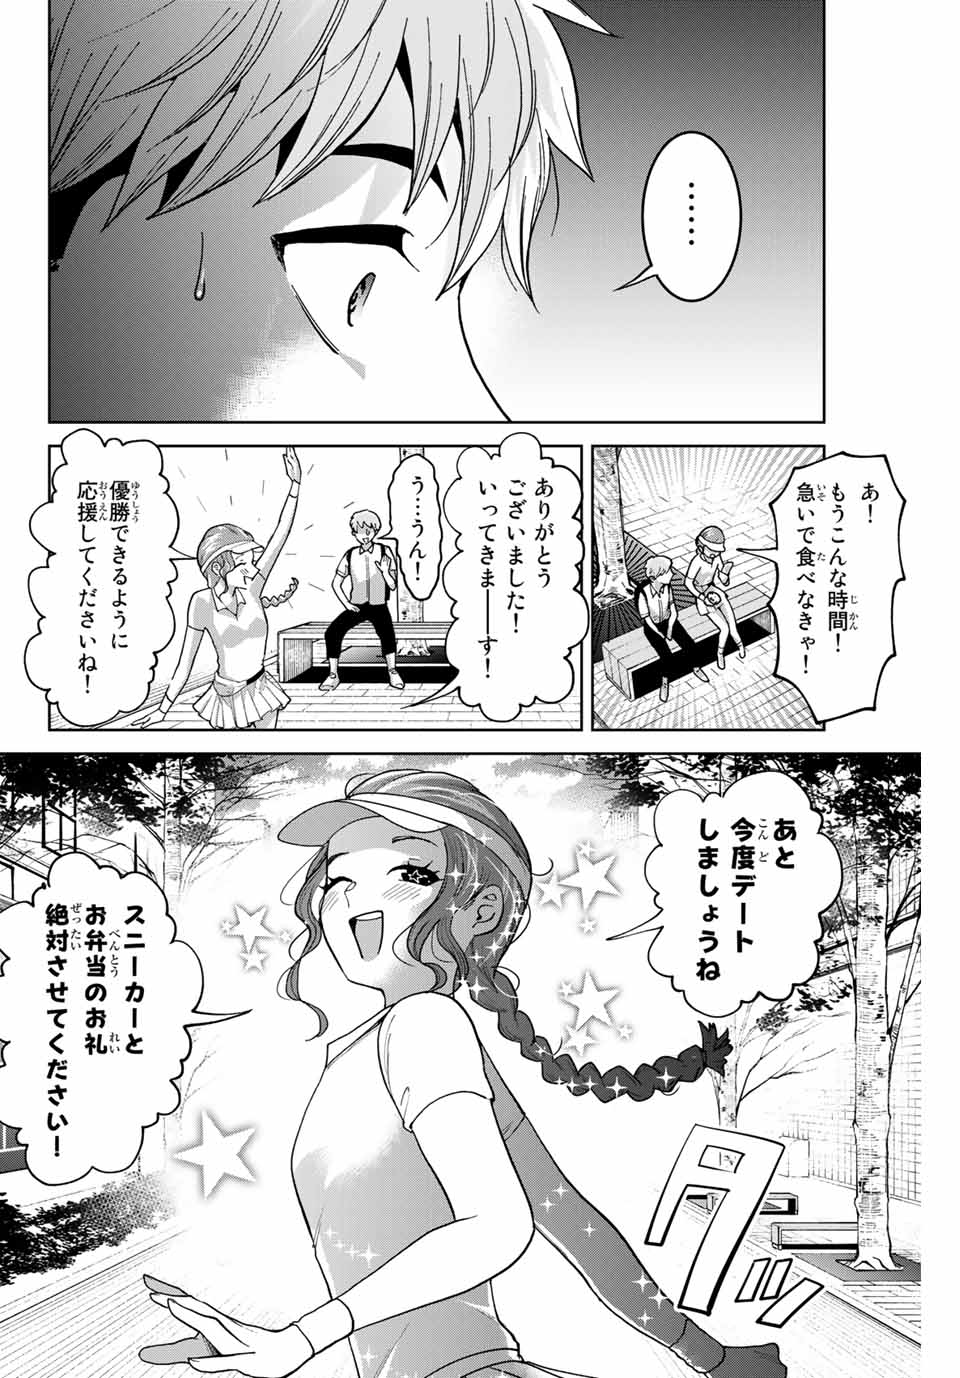 ………
あ！
もうこんな時間！
急いで食べなきゃ！
ありがとう
ございました！
いってきまーーす！
う…うん！
優勝できるように
応援してくださいね！
あと
今度デート
しましょうね
スニーカーと
お弁当のお礼
絶対させてください！
タッッ